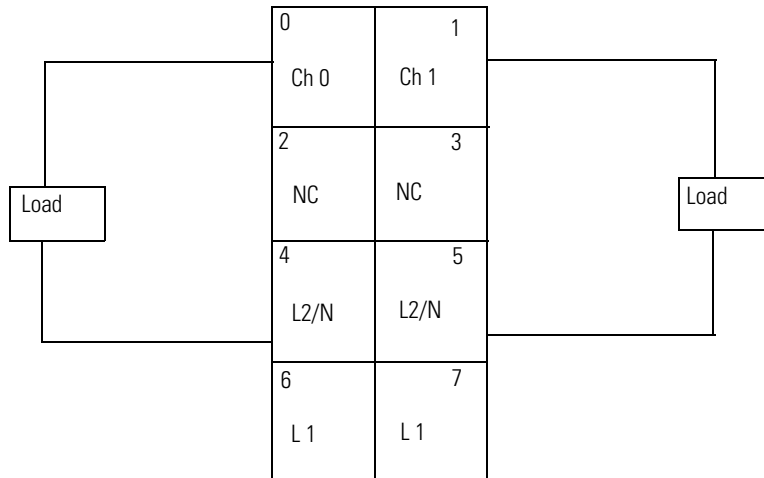 0 1
Ch 0 Ch 1
2 3
NC NC
Load Load
4 5
L2/N L2/N
6 7
L 1 L 1